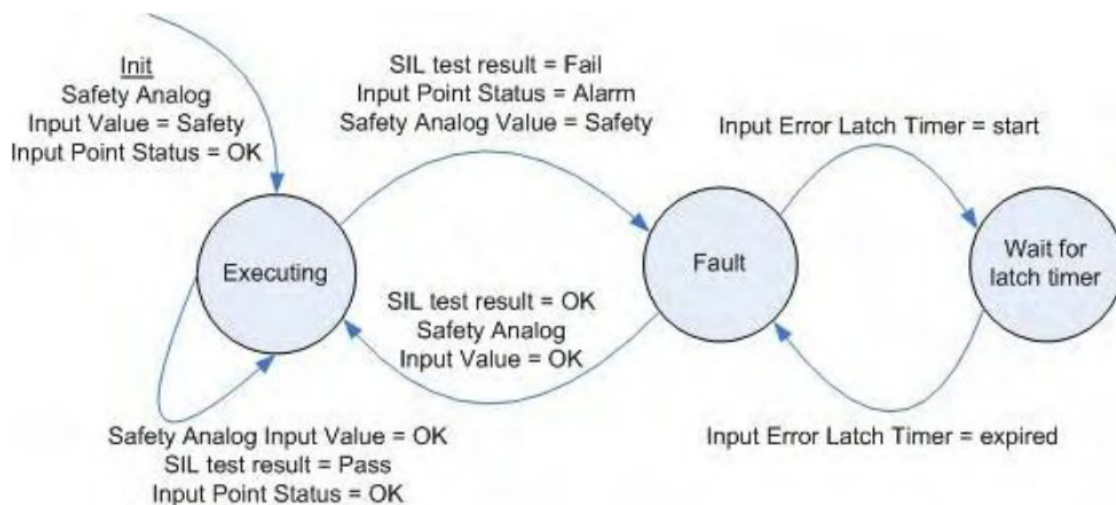 Init
Safety Analog
Input Value = Safety
Input Point Status = OK
SIL test result = Fail
Input Point Status = Alarm
Safety Analog Value = Safety
Input Error Latch Timer = start
Executing
Fault
Wait for
latch timer
SIL test result = OK
Safety Analog
Input Value = OK
Safety Analog Input Value = OK
SIL test result = Pass
Input Point Status = OK
Input Error Latch Timer = expired